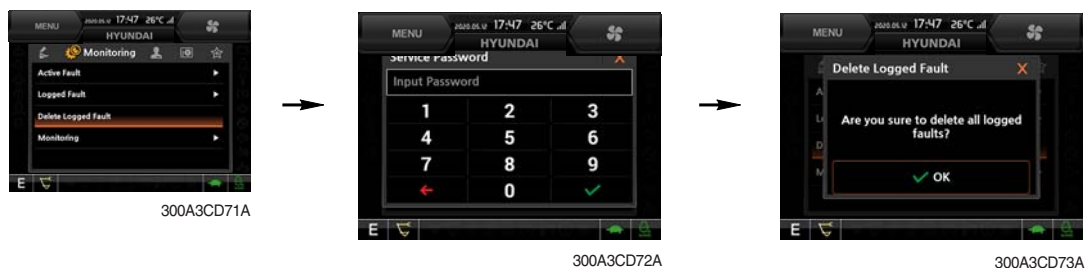 MENU
17:47 26°C
HYUNDAI
Monitoring
Active Fault
Logged Fault
Delete Logged Fault
Monitoring
E
300A3CD71A
MENU
2020.05.12 17:47 26°C
HYUNDAI
Service Password
X
Input Password
1 2 3
4 5 6
7 8 9
0
E
300A3CD72A
MENU
2020.05.12 17:47 26°C
HYUNDAI
Delete Logged Fault X
Are you sure to delete all logged
faults?
OK
E
300A3CD73A